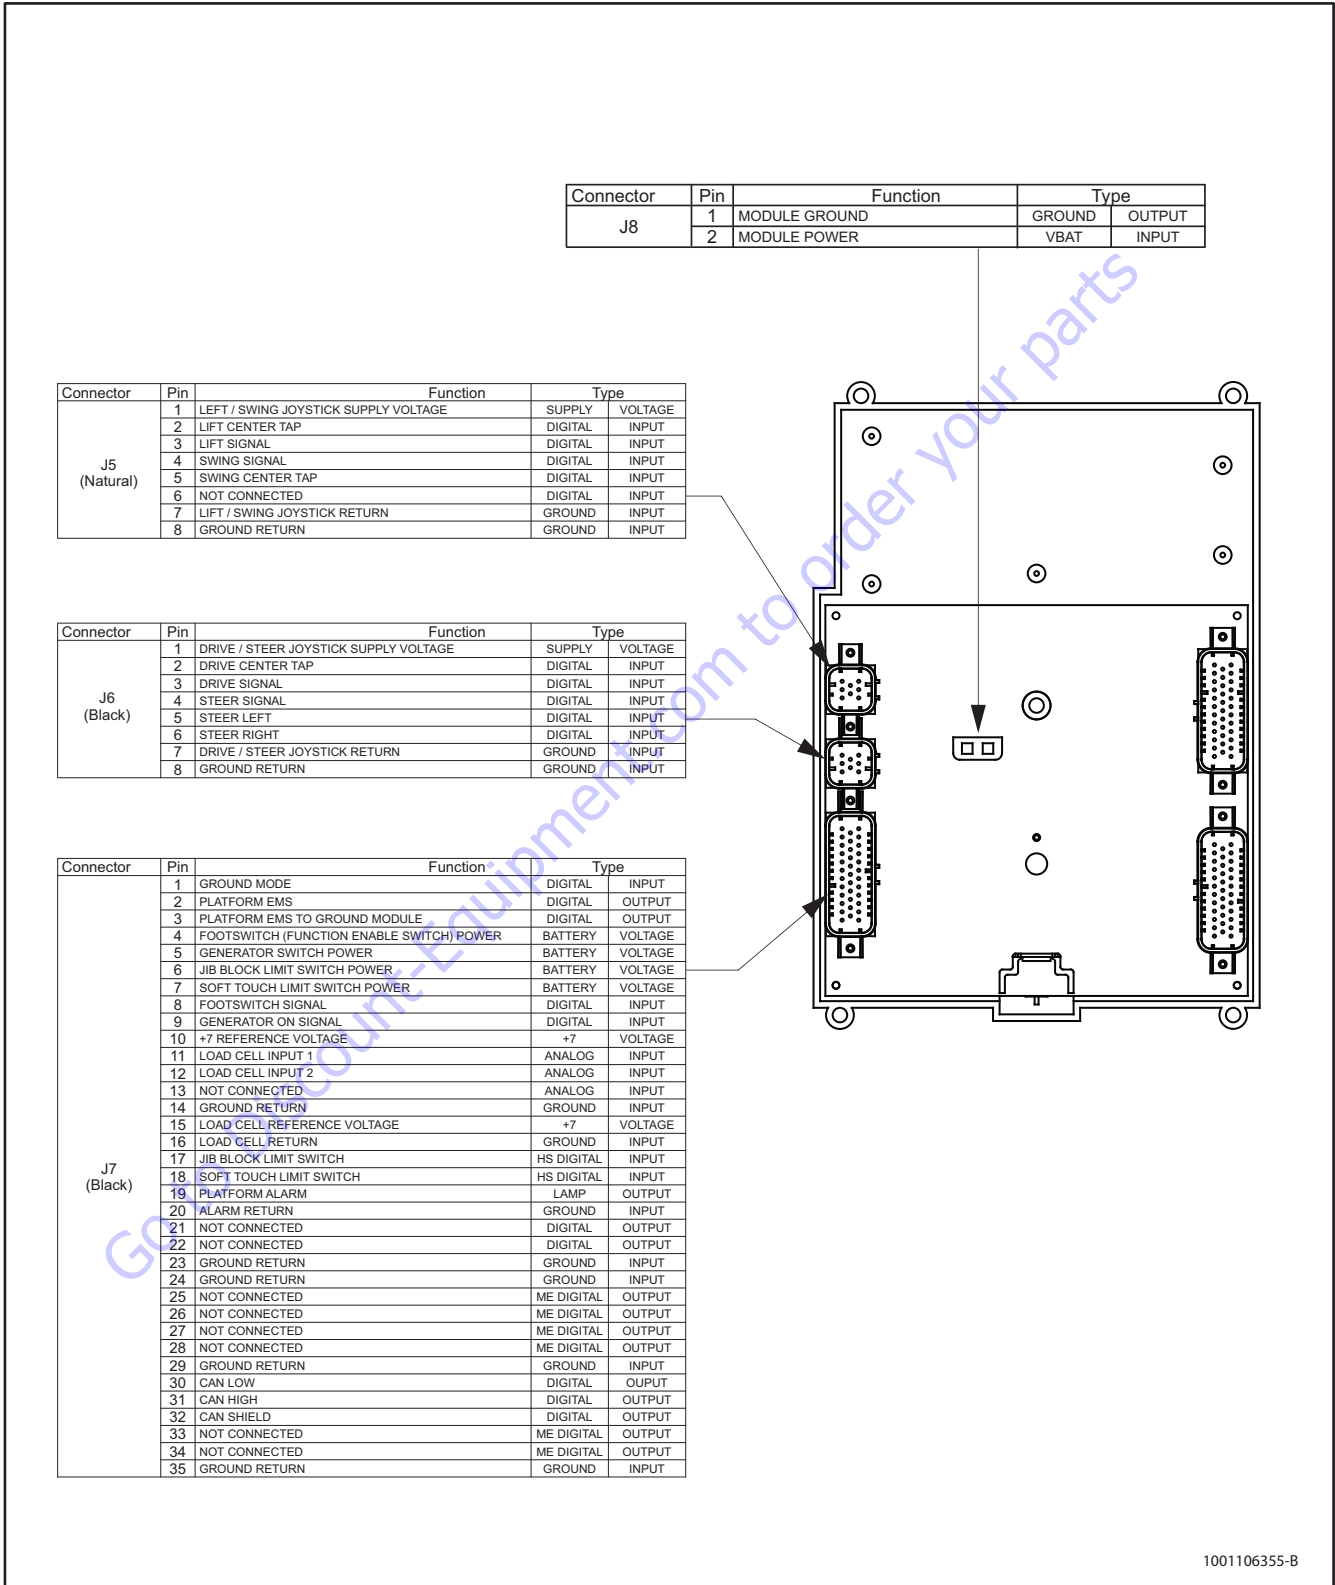 Connector Pin Function Type
J8
1 MODULE GROUND GROUND OUTPUT
2 MODULE POWER VBAT INPUT
Connector Pin Function Type
J5
(Natural)
1 LEFT / SWING JOYSTICK SUPPLY VOLTAGE SUPPLY VOLTAGE
2 LIFT CENTER TAP DIGITAL INPUT
3 LIFT SIGNAL DIGITAL INPUT
4 SWING SIGNAL DIGITAL INPUT
5 SWING CENTER TAP DIGITAL INPUT
6 NOT CONNECTED DIGITAL INPUT
7 LIFT / SWING JOYSTICK RETURN GROUND INPUT
8 GROUND RETURN GROUND INPUT
Connector Pin Function Type
J6
(Black)
1 DRIVE / STEER JOYSTICK SUPPLY VOLTAGE SUPPLY VOLTAGE
2 DRIVE CENTER TAP DIGITAL INPUT
3 DRIVE SIGNAL DIGITAL INPUT
4 STEER SIGNAL DIGITAL INPUT
5 STEER LEFT DIGITAL INPUT
6 STEER RIGHT DIGITAL INPUT
7 DRIVE / STEER JOYSTICK RETURN GROUND INPUT
8 GROUND RETURN GROUND INPUT
Connector Pin Function Type
J7
(Black)
1 GROUND MODE DIGITAL INPUT
2 PLATFORM EMS DIGITAL OUTPUT
3 PLATFORM EMS TO GROUND MODULE DIGITAL OUTPUT
4 FOOTSWITCH (FUNCTION ENABLE SWITCH) POWER BATTERY VOLTAGE
5 GENERATOR SWITCH POWER BATTERY VOLTAGE
6 JIB BLOCK LIMIT SWITCH POWER BATTERY VOLTAGE
7 SOFT TOUCH LIMIT SWITCH POWER BATTERY VOLTAGE
8 FOOTSWITCH SIGNAL DIGITAL INPUT
9 GENERATOR ON SIGNAL DIGITAL INPUT
10 +7 REFERENCE VOLTAGE +7 VOLTAGE
11 LOAD CELL INPUT 1 ANALOG INPUT
12 LOAD CELL INPUT 2 ANALOG INPUT
13 NOT CONNECTED ANALOG INPUT
14 GROUND RETURN GROUND INPUT
15 LOAD CELL REFERENCE VOLTAGE +7 VOLTAGE
16 LOAD CELL RETURN GROUND INPUT
17 JIB BLOCK LIMIT SWITCH HS DIGITAL INPUT
18 SOFT TOUCH LIMIT SWITCH HS DIGITAL INPUT
19 PLATFORM ALARM LAMP OUTPUT
20 ALARM RETURN GROUND INPUT
21 NOT CONNECTED DIGITAL OUTPUT
22 NOT CONNECTED DIGITAL OUTPUT
23 GROUND RETURN GROUND INPUT
24 GROUND RETURN GROUND INPUT
25 NOT CONNECTED ME DIGITAL OUTPUT
26 NOT CONNECTED ME DIGITAL OUTPUT
27 NOT CONNECTED ME DIGITAL OUTPUT
28 NOT CONNECTED ME DIGITAL OUTPUT
29 GROUND RETURN GROUND INPUT
30 CAN LOW DIGITAL OUPUT
31 CAN HIGH DIGITAL OUTPUT
32 CAN SHIELD DIGITAL OUTPUT
33 NOT CONNECTED ME DIGITAL OUTPUT
34 NOT CONNECTED ME DIGITAL OUTPUT
35 GROUND RETURN GROUND INPUT
Go to Discount-Equipment.com to order your parts
1001106355-B